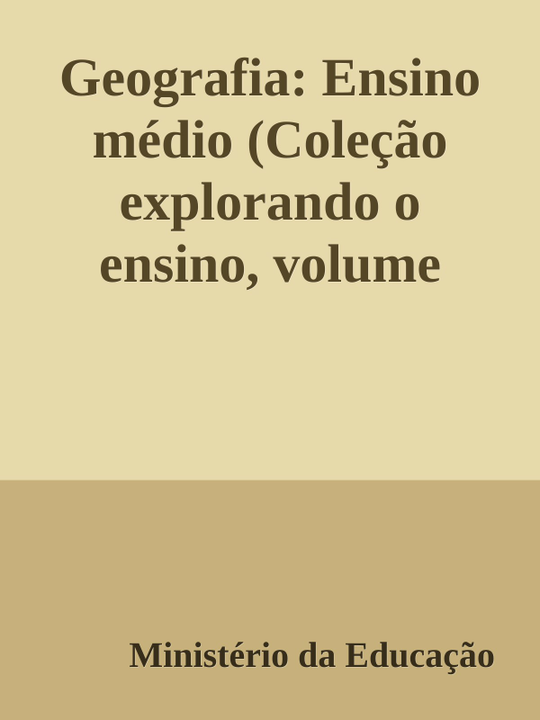 Geografia: Ensino
médio (Coleção
explorando o
ensino, volume
Ministério da Educação